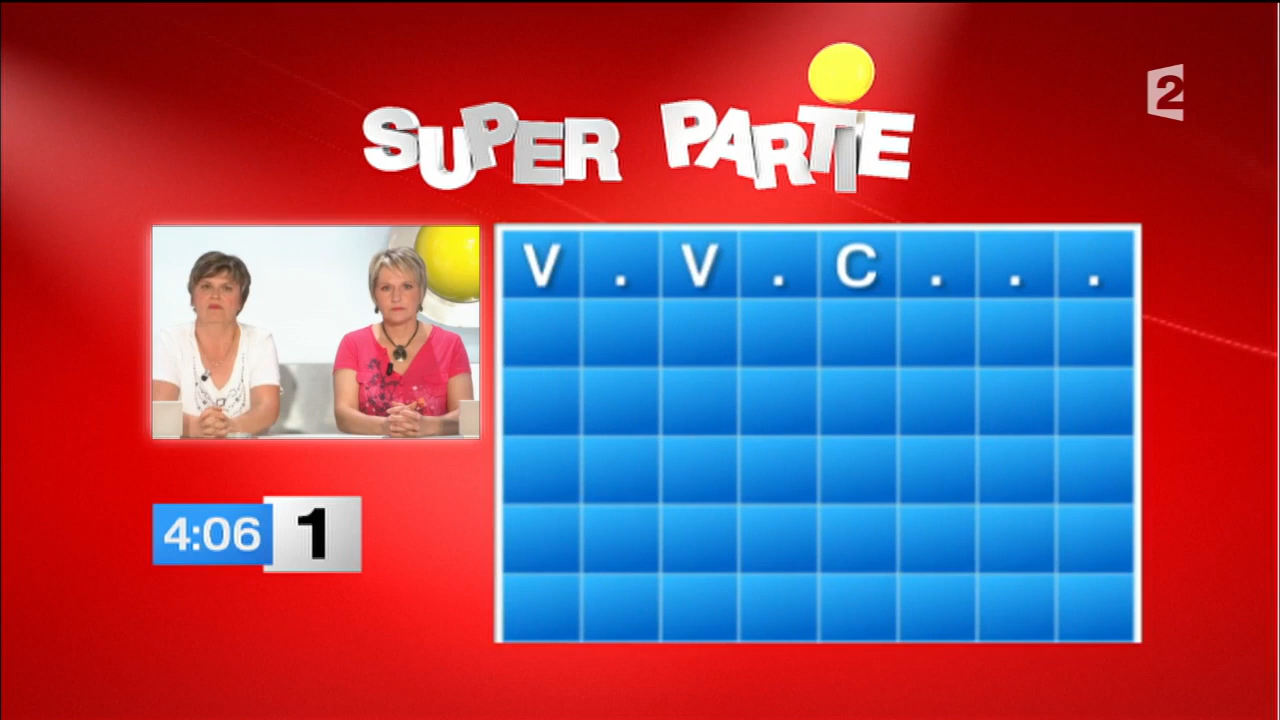 2
SUPER PARTIE
V . V . C . . .
4:06 1